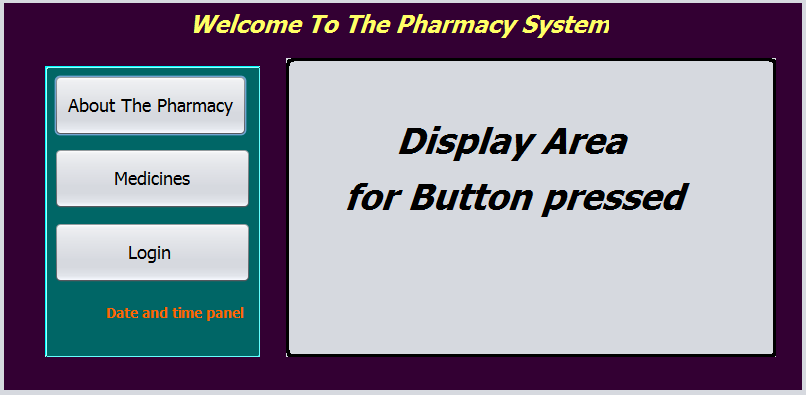 Welcome To The Pharmacy System
About The Pharmacy
Medicines
Login
Date and time panel
Display Area
for Button pressed